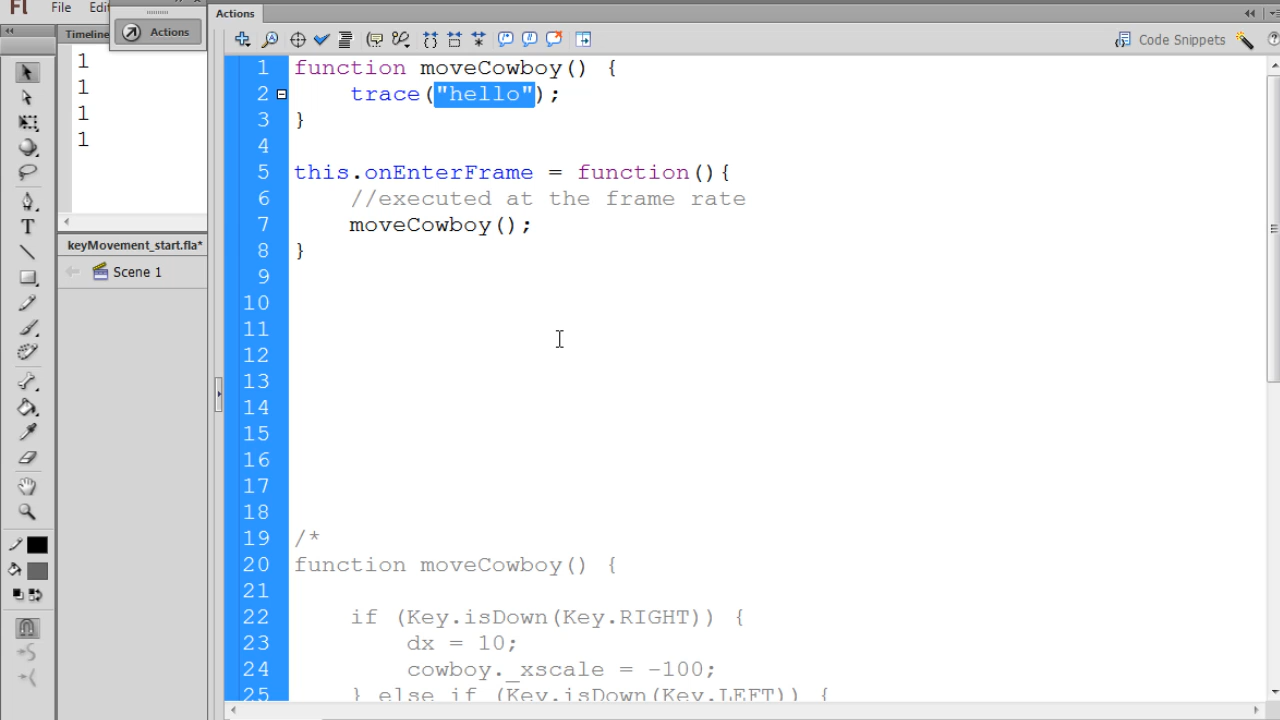 Fl File Edit
Actions
Timeline
1
1
1
1
keyMovement_start.fla*
Scene 1
Actions
Code Snippets
1 function moveCowboy() {
2 trace("hello");
3 }
4
5 this.onEnterFrame = function(){
6 //executed at the frame rate
7 moveCowboy();
8 }
9
10
11
12
13
14
15
16
17
18
19 /*
20 function moveCowboy() {
21
22 if (Key.isDown(Key.RIGHT)) {
23 dx = 10;
24 cowboy._xscale = -100;
25 } else if (Key.isDown(Key.LEFT)) {